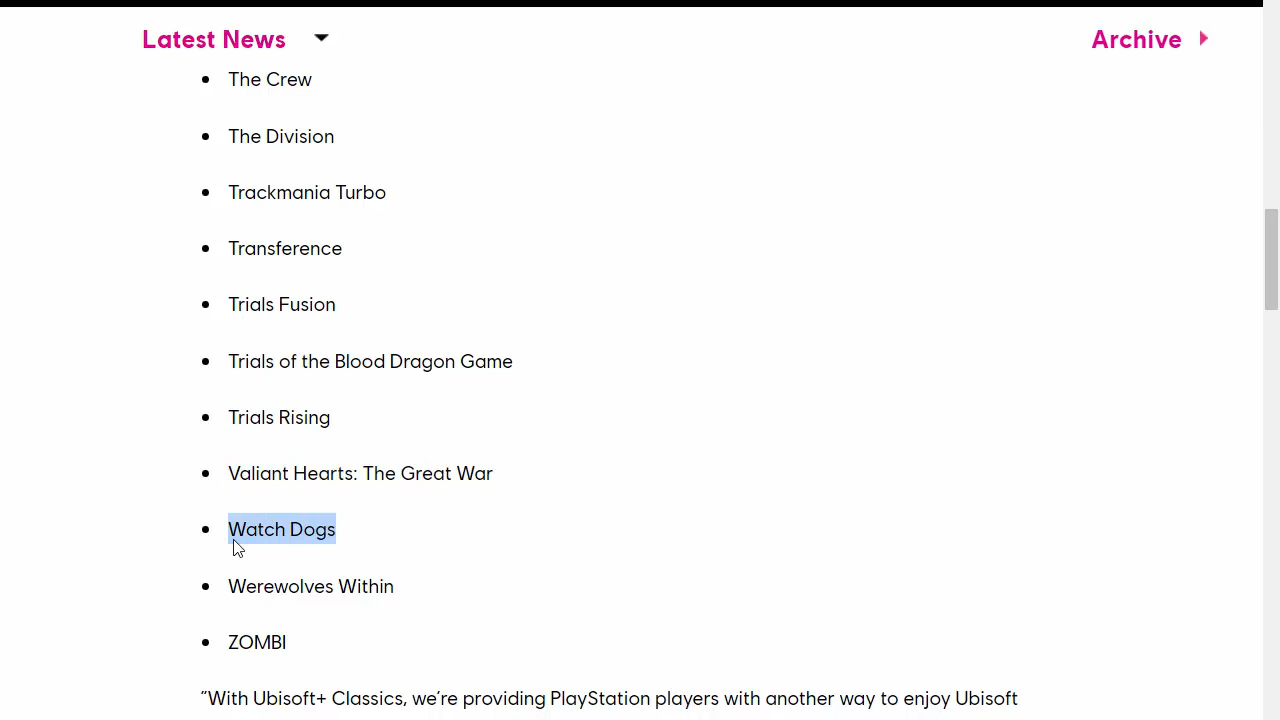 Latest News
Archive
The Crew
The Division
Trackmania Turbo
Transference
Trials Fusion
Trials of the Blood Dragon Game
Trials Rising
Valiant Hearts: The Great War
Watch Dogs
Werewolves Within
ZOMBI
“With Ubisoft+ Classics, we’re providing PlayStation players with another way to enjoy Ubisoft